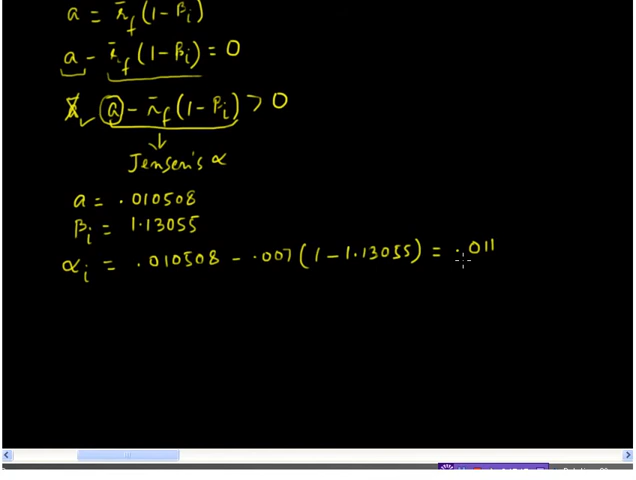 a = r̄f (1 - βi)
a - r̄f (1 - βi) = 0
a - r̄f (1 - βi) > 0
Jensen's α
a = .010508
βi = 1.13055
αi = .010508 - .007 (1 - 1.13055) = .011